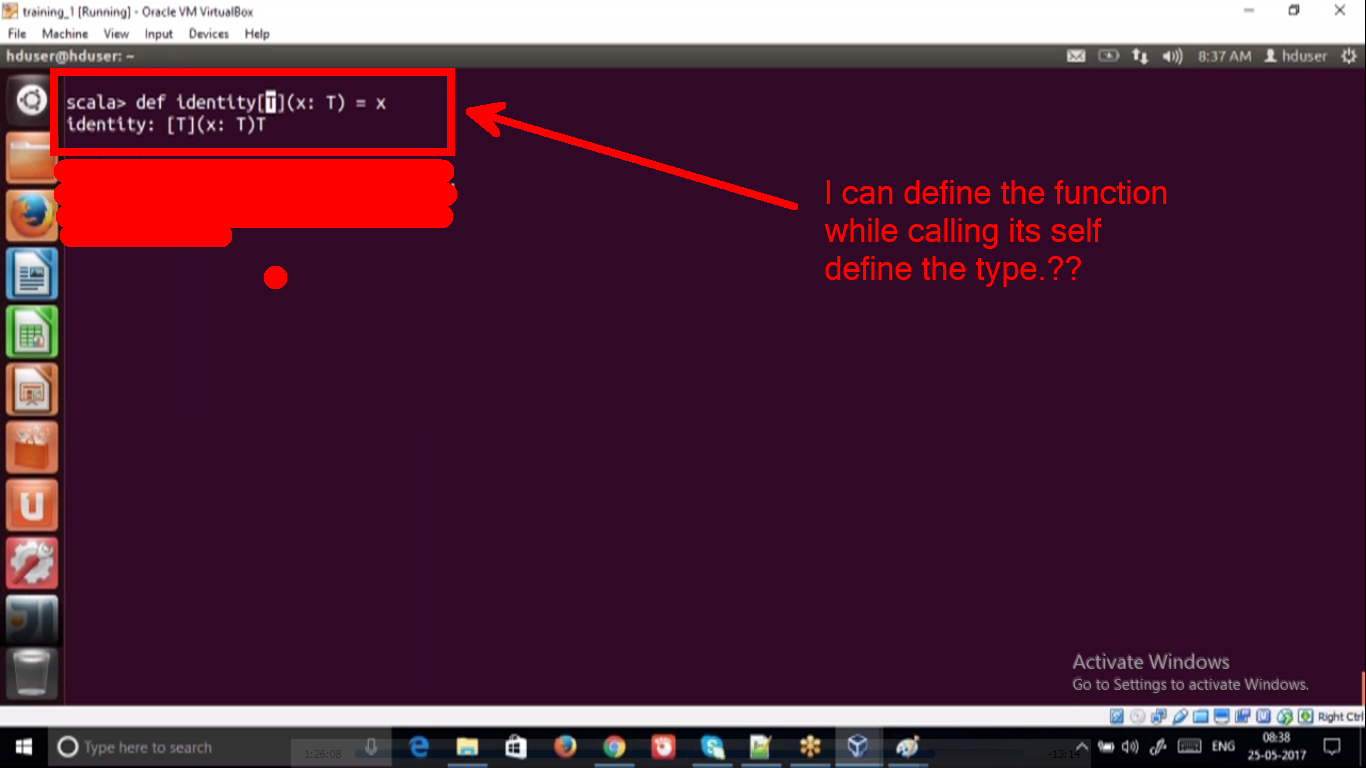 training_1 [Running] - Oracle VM VirtualBox
File Machine View Input Devices Help
hduser@hduser: ~
8:37 AM hduser
scala> def identity[T](x: T) = x
identity: [T](x: T)T
I can define the function
while calling its self
define the type.??
Activate Windows
Go to Settings to activate Windows.
Right Ctrl
Type here to search
1:26:08
-13:14
ENG
08:38
25-05-2017